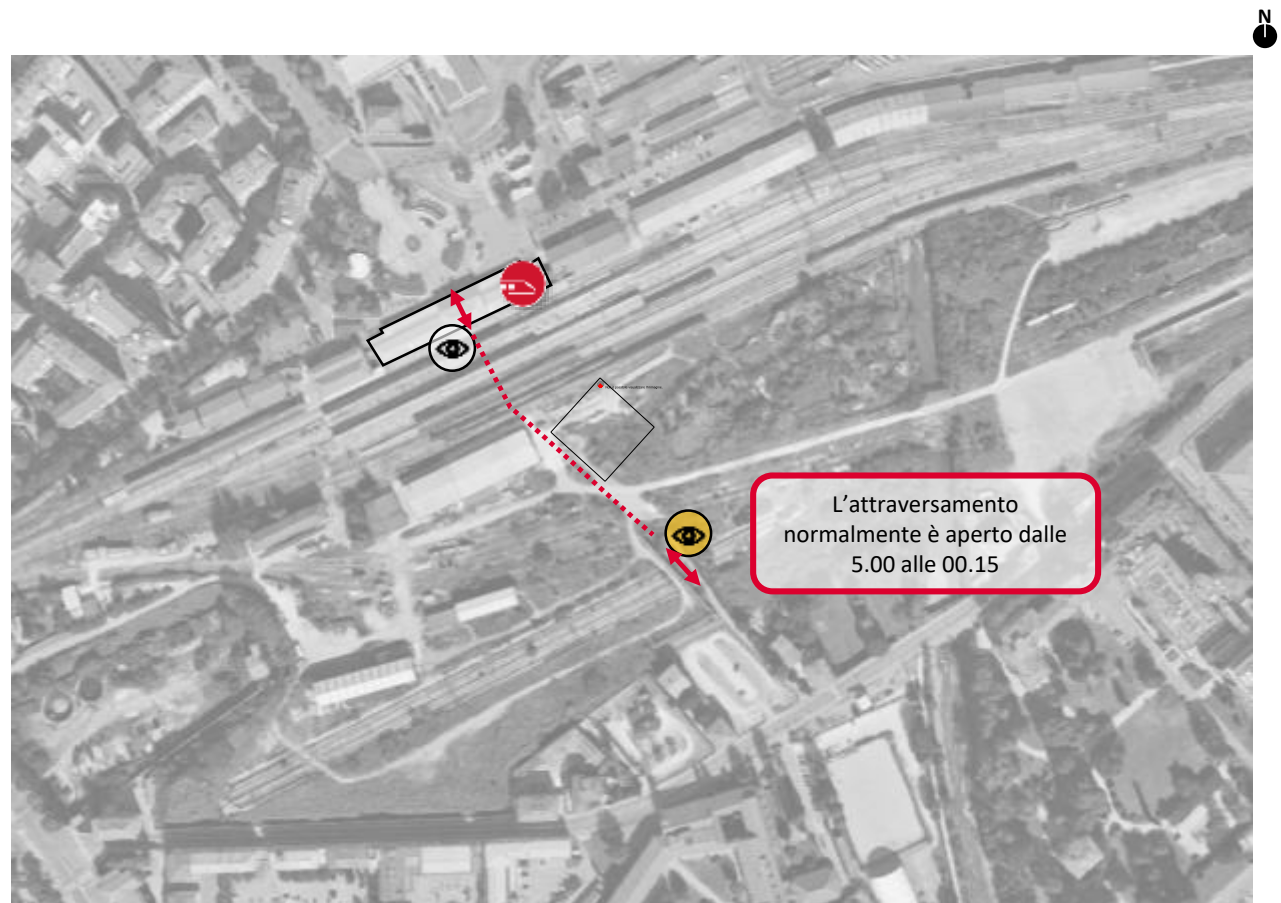 N
L’attraversamento
normalmente è aperto dalle
5.00 alle 00.15